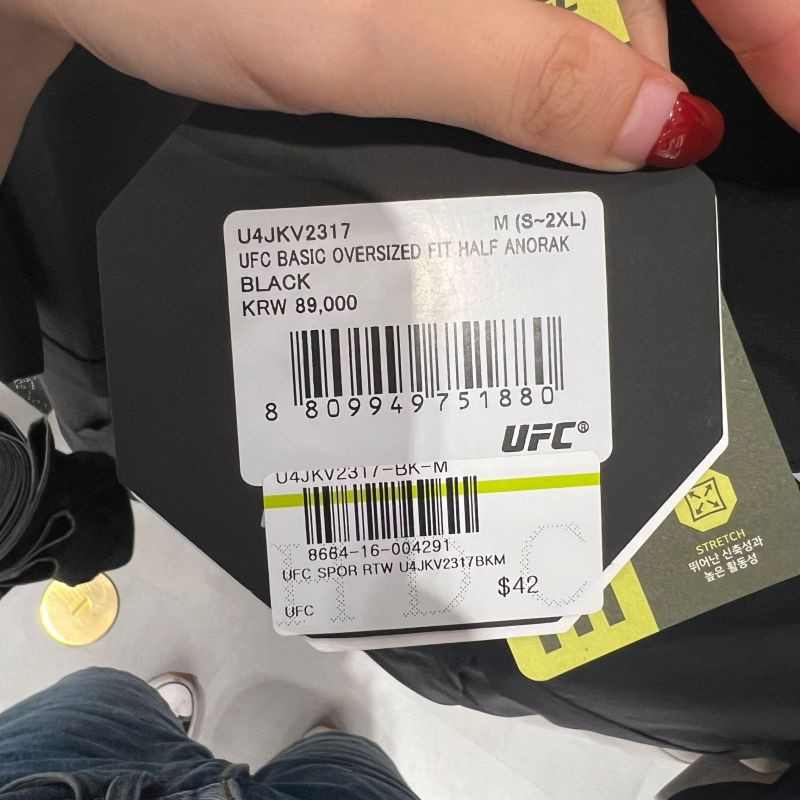 U4JKV2317 M (S~2XL)
UFC BASIC OVERSIZED FIT HALF ANORAK
BLACK
KRW 89,000
8 809949 751880
UFC®
U4JKV2317-BK-M
8664-16-004291
UFC SPOR RTW U4JKV2317BKM
$42
UFC
HDC
STRETCH
뛰어난 신축성과
높은 활동성